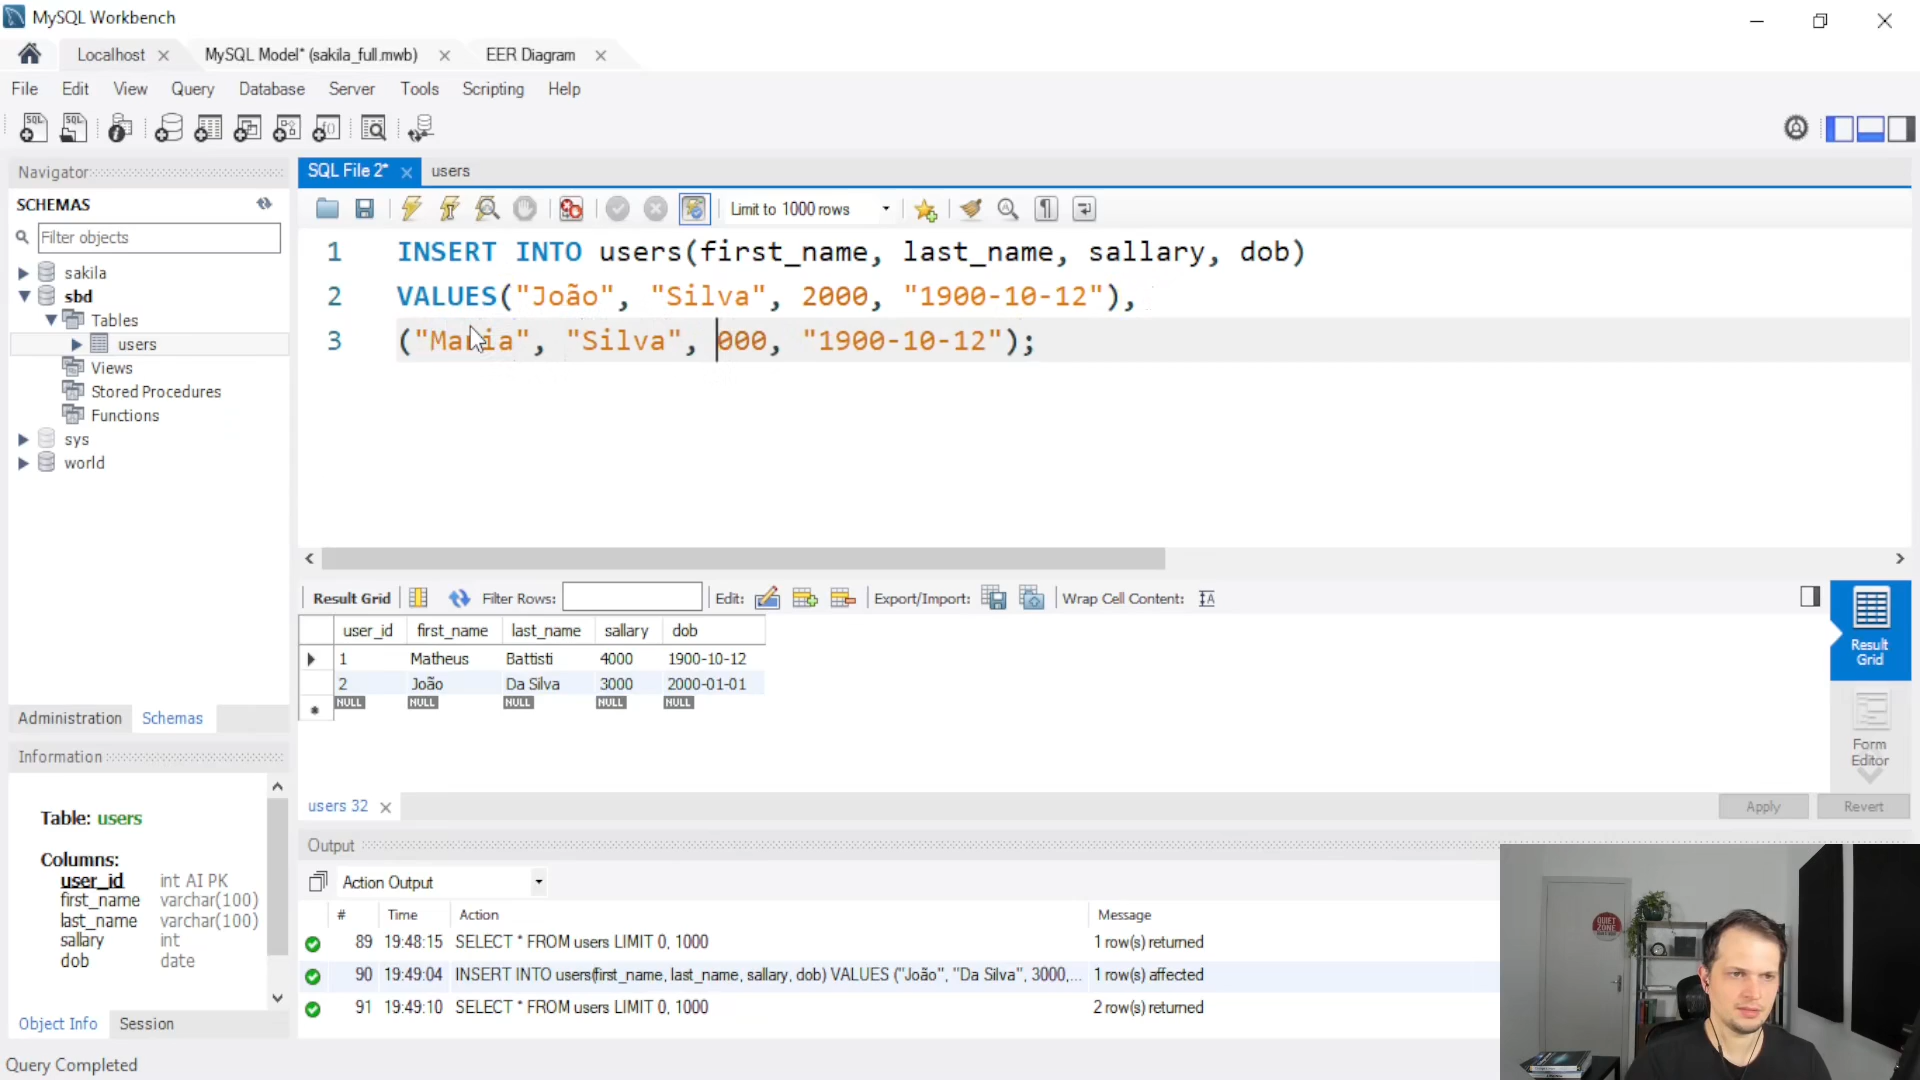 MySQL Workbench
Localhost
MySQL Model* (sakila_full.mwb)
EER Diagram
File Edit View Query Database Server Tools Scripting Help
Navigator
SCHEMAS
Filter objects
sakila
sbd
Tables
users
Views
Stored Procedures
Functions
sys
world
Administration Schemas
Information
Table: users
Columns:
user_id int AI PK
first_name varchar(100)
last_name varchar(100)
sallary int
dob date
Object Info Session
Query Completed
SQL File 2* users
Limit to 1000 rows
1 INSERT INTO users(first_name, last_name, sallary, dob)
2 VALUES("João", "Silva", 2000, "1900-10-12"),
3 ("Maria", "Silva", 000, "1900-10-12");
Result Grid Filter Rows: Edit: Export/Import: Wrap Cell Content:
user_id first_name last_name sallary dob
1 Matheus Battisti 4000 1900-10-12
2 João Da Silva 3000 2000-01-01
NULL NULL NULL NULL NULL
Result
Grid
Form
Editor
users 32
Apply Revert
Output
Action Output
# Time Action Message
89 19:48:15 SELECT * FROM users LIMIT 0, 1000 1 row(s) returned
90 19:49:04 INSERT INTO users(first_name, last_name, sallary, dob) VALUES ("João", "Da Silva", 3000,... 1 row(s) affected
91 19:49:10 SELECT * FROM users LIMIT 0, 1000 2 row(s) returned
QUIET
ZONE